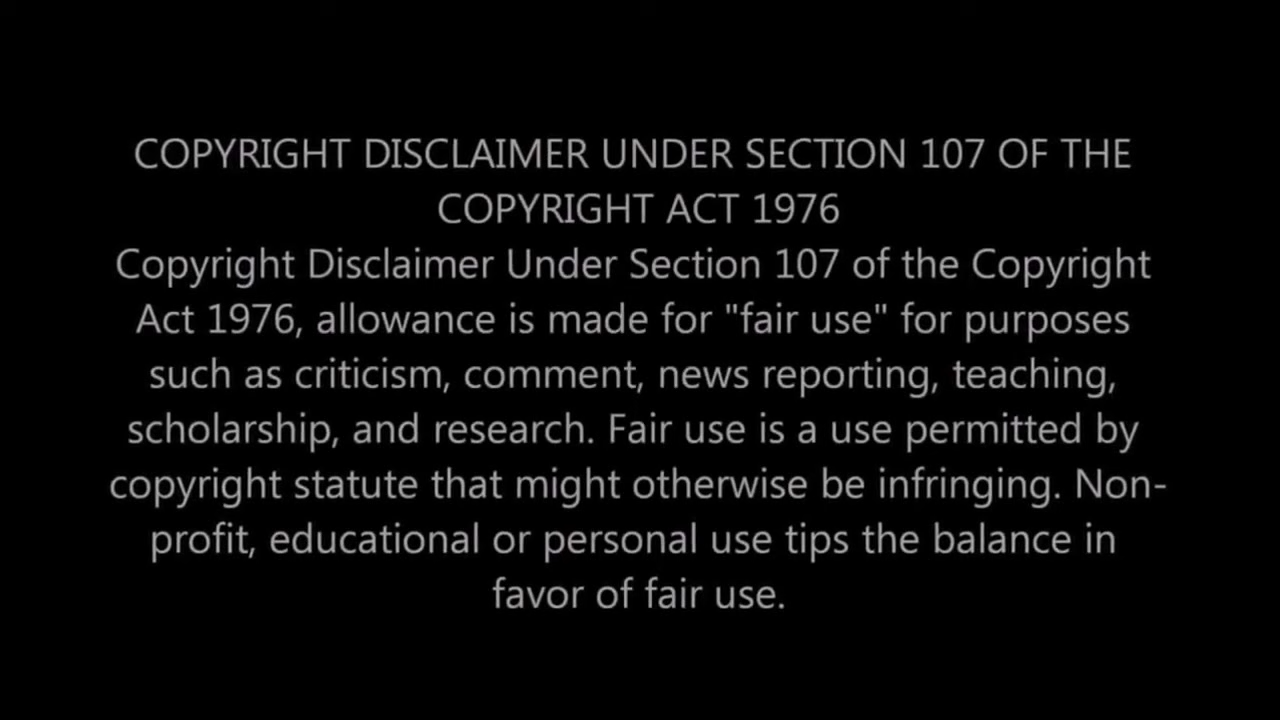 COPYRIGHT DISCLAIMER UNDER SECTION 107 OF THE
COPYRIGHT ACT 1976
Copyright Disclaimer Under Section 107 of the Copyright
Act 1976, allowance is made for "fair use" for purposes
such as criticism, comment, news reporting, teaching,
scholarship, and research. Fair use is a use permitted by
copyright statute that might otherwise be infringing. Non-
profit, educational or personal use tips the balance in
favor of fair use.